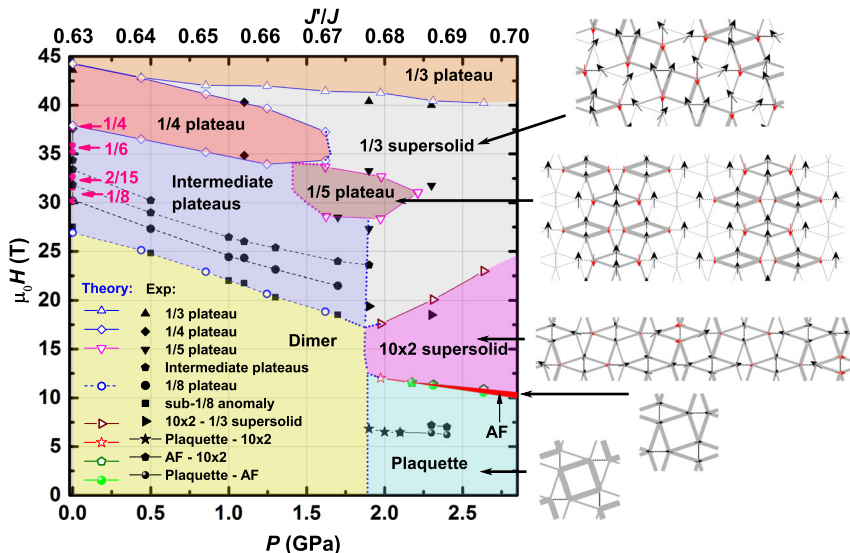 J'/J
0.63 0.64 0.65 0.66 0.67 0.68 0.69 0.70
45
40
35
30
25
20
15
10
5
0
μ₀H (T)
1/3 plateau
1/4 plateau
1/3 supersolid
1/4
1/6
2/15
1/8
Intermediate
plateaus
1/5 plateau
Theory: Exp:
1/3 plateau
1/4 plateau
1/5 plateau
Intermediate plateaus
1/8 plateau
sub-1/8 anomaly
10x2 - 1/3 supersolid
Plaquette - 10x2
AF - 10x2
Plaquette - AF
Dimer
10x2 supersolid
AF
Plaquette
0.0 0.5 1.0 1.5 2.0 2.5
P (GPa)